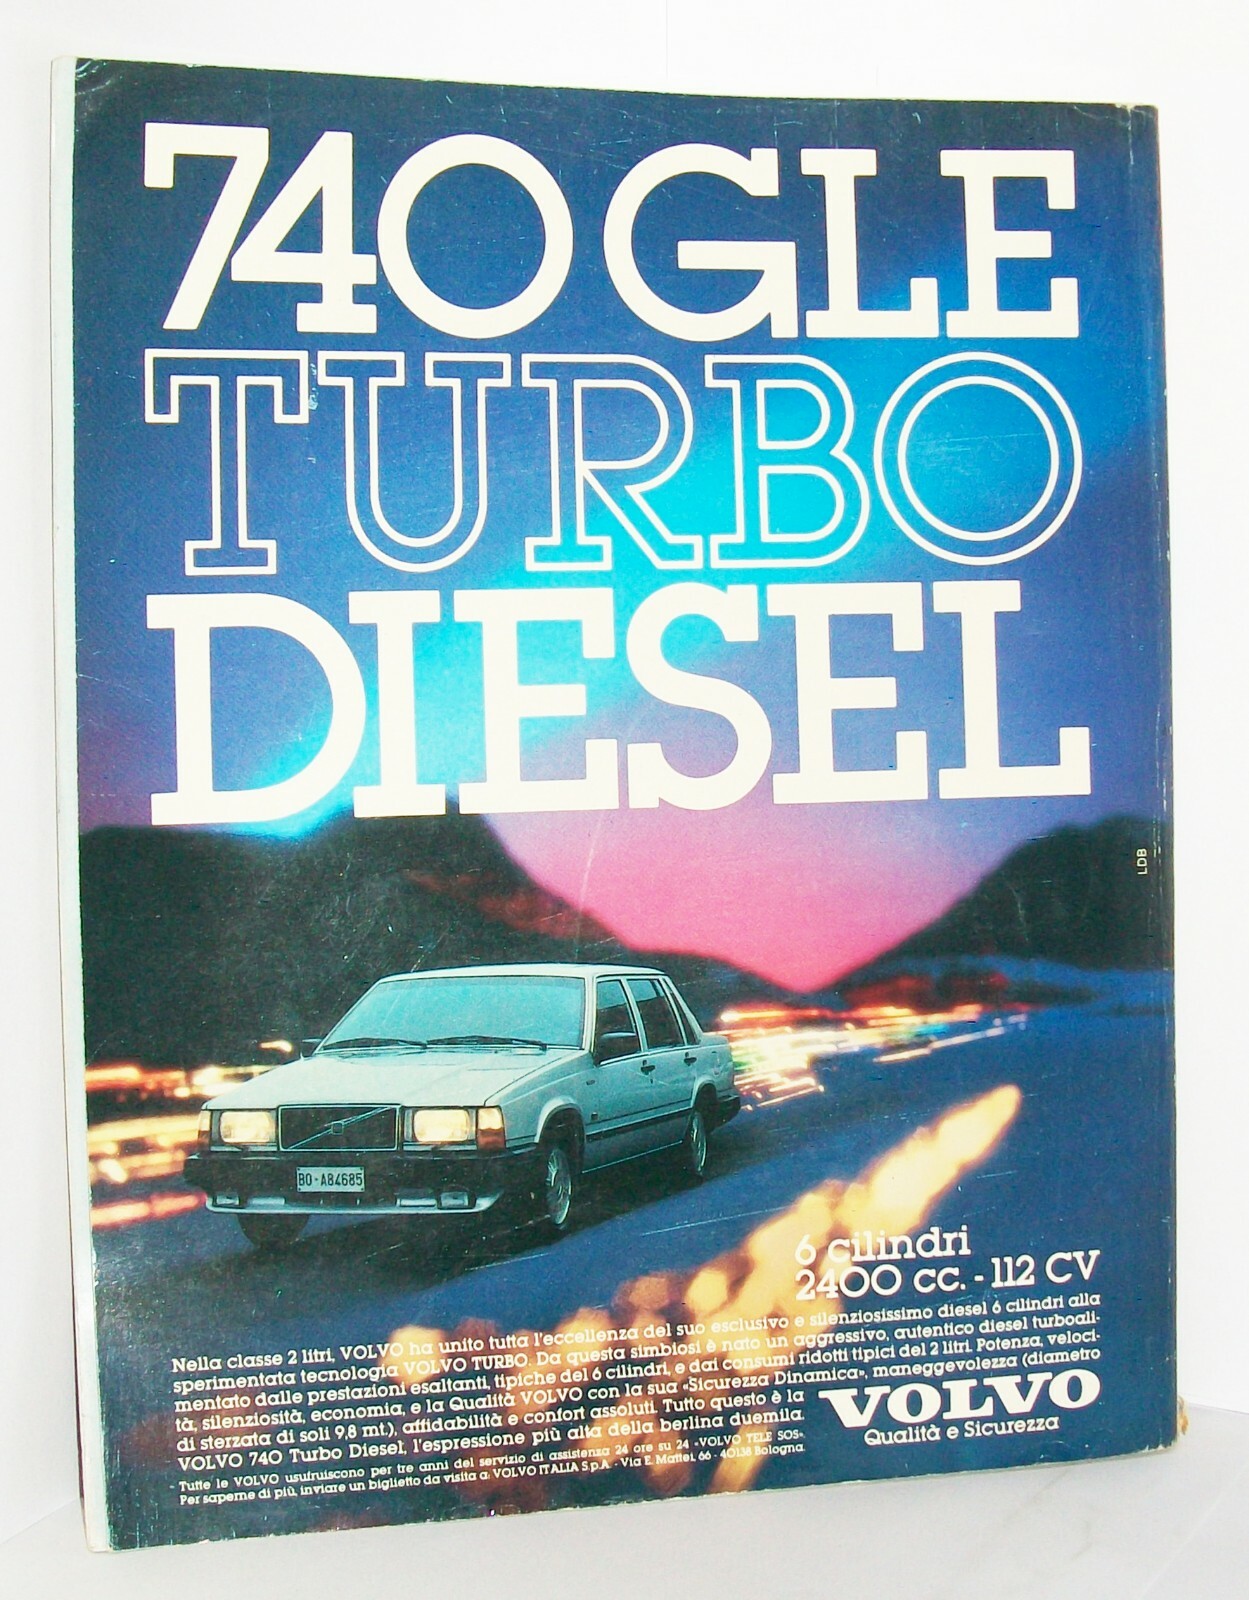 740 GLE
TURBO
DIESEL
LDB
BO-A84685
6 cilindri
2400 cc. - 112 CV
Nella classe 2 litri, VOLVO ha unito tutta l'eccellenza del suo esclusivo e silenziosissimo diesel 6 cilindri alla
sperimentata tecnologia VOLVO TURBO. Da questa simbiosi è nato un aggressivo, autentico diesel turboali-
mentato dalle prestazioni esaltanti, tipiche dei 6 cilindri, e dai consumi ridotti tipici dei 2 litri. Potenza, veloci-
tà, silenziosità, economia, e la Qualità VOLVO con la sua «Sicurezza Dinamica», maneggevolezza (diametro
di sterzata di soli 9,8 mt.), affidabilità e confort assoluti. Tutto questo è la
VOLVO 740 Turbo Diesel, l'espressione più alta della berlina duemila.
Tutte le VOLVO usufruiscono per tre anni del servizio di assistenza 24 ore su 24 «VOLVO TELE SOS».
Per saperne di più, inviare un biglietto da visita a: VOLVO ITALIA S.p.A. - Via E. Mattei, 66 - 40138 Bologna.
VOLVO
Qualità e Sicurezza